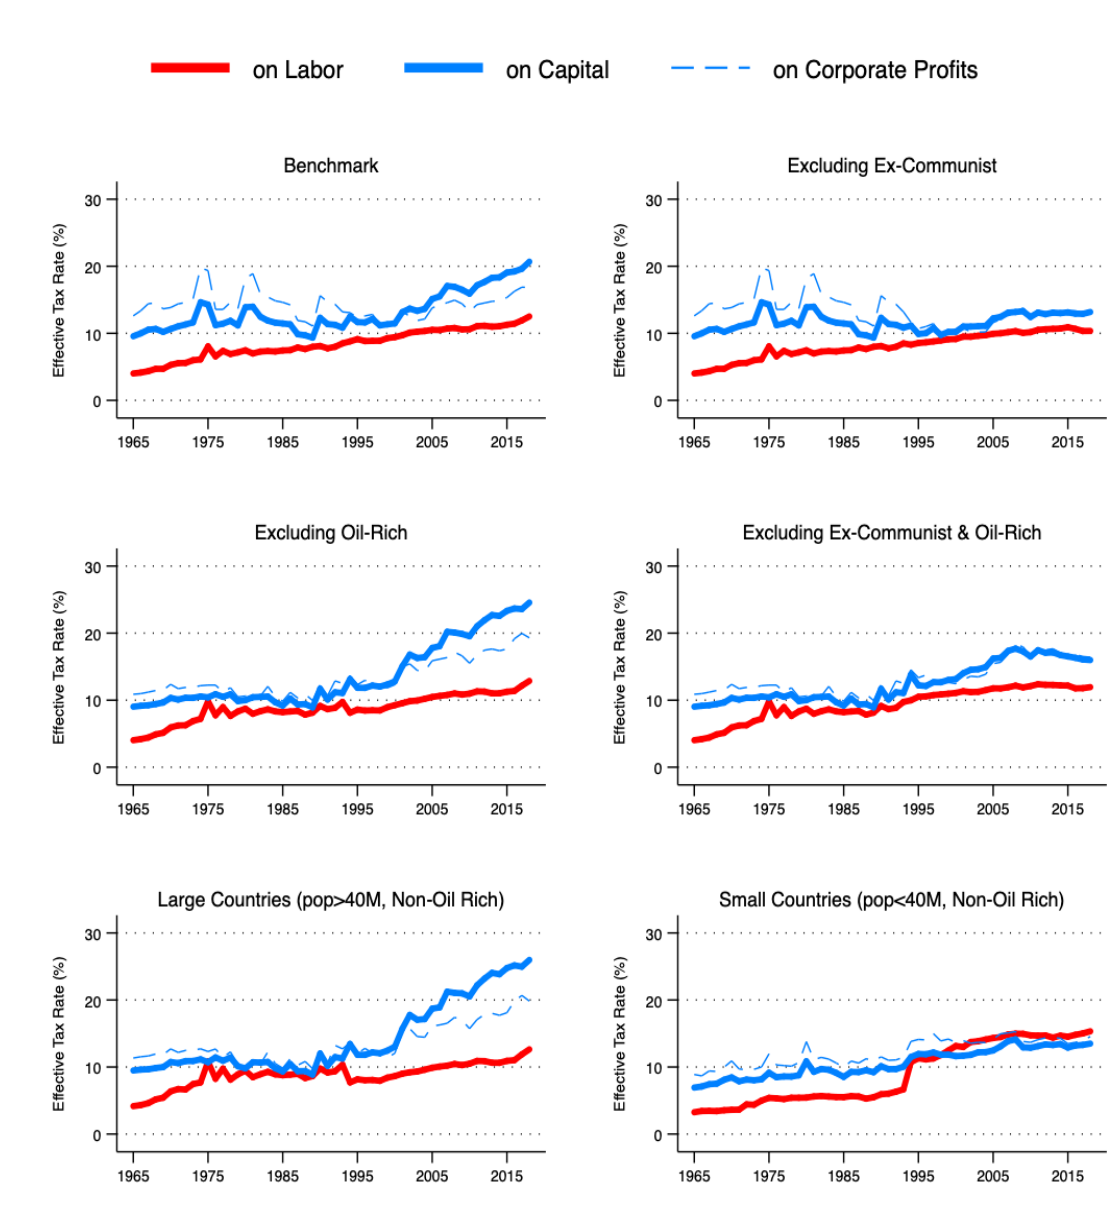 on Labor on Capital on Corporate Profits
Benchmark
Effective Tax Rate (%)
30
20
10
0
1965 1975 1985 1995 2005 2015
Excluding Ex-Communist
Effective Tax Rate (%)
30
20
10
0
1965 1975 1985 1995 2005 2015
Excluding Oil-Rich
Effective Tax Rate (%)
30
20
10
0
1965 1975 1985 1995 2005 2015
Excluding Ex-Communist & Oil-Rich
Effective Tax Rate (%)
30
20
10
0
1965 1975 1985 1995 2005 2015
Large Countries (pop>40M, Non-Oil Rich)
Effective Tax Rate (%)
30
20
10
0
1965 1975 1985 1995 2005 2015
Small Countries (pop<40M, Non-Oil Rich)
Effective Tax Rate (%)
30
20
10
0
1965 1975 1985 1995 2005 2015